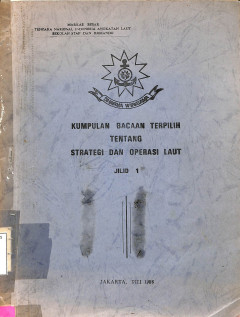 MARKAS BESAR
TENTARA NASIONAL INDONESIA ANGKATAN LAUT
SEKOLAH STAF DAN KOMANDO
KUMPULAN BACAAN TERPILIH
TENTANG
STRATEGI DAN OPERASI LAUT
JILID 1
JAKARTA,